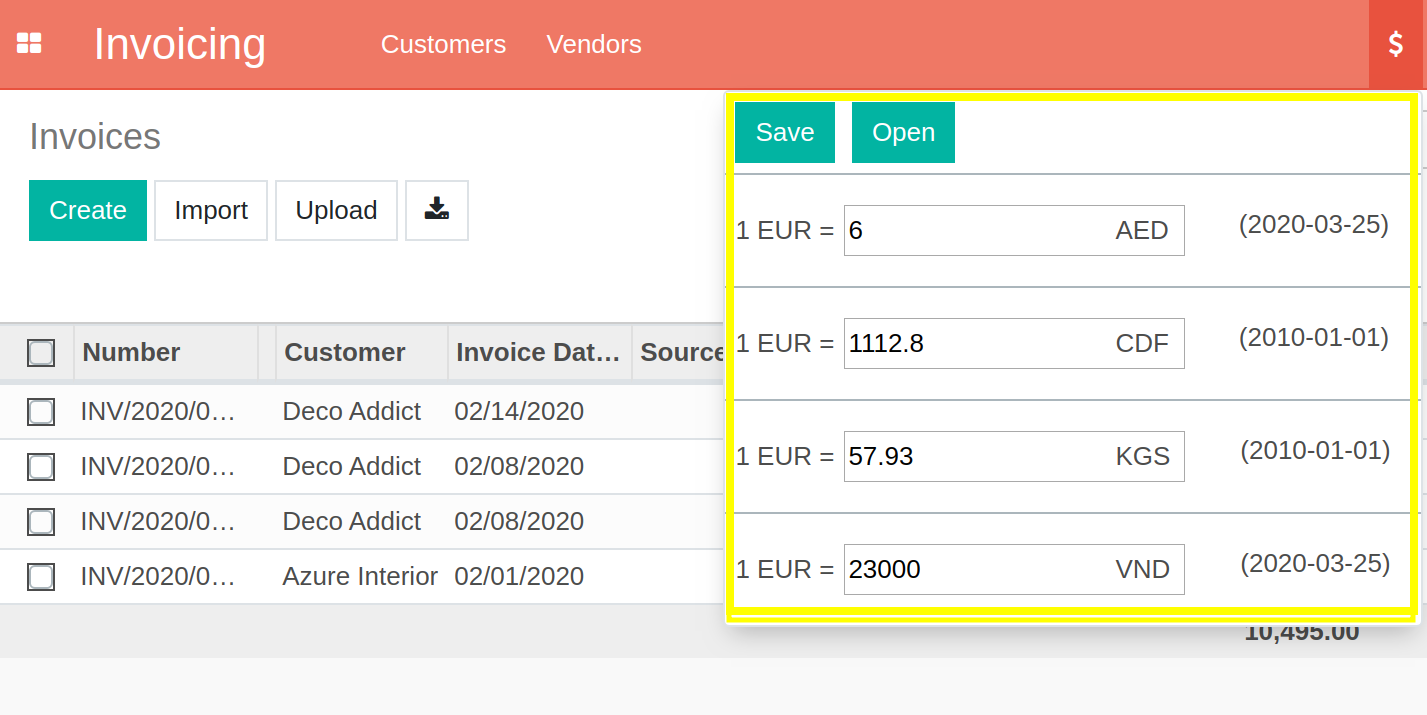 Invoicing Customers Vendors $
Invoices
Create Import Upload
Number Customer Invoice Dat… Source
INV/2020/0… Deco Addict 02/14/2020
INV/2020/0… Deco Addict 02/08/2020
INV/2020/0… Deco Addict 02/08/2020
INV/2020/0… Azure Interior 02/01/2020
Save Open
1 EUR = 6 AED (2020-03-25)
1 EUR = 1112.8 CDF (2010-01-01)
1 EUR = 57.93 KGS (2010-01-01)
1 EUR = 23000 VND (2020-03-25)
10,495.00